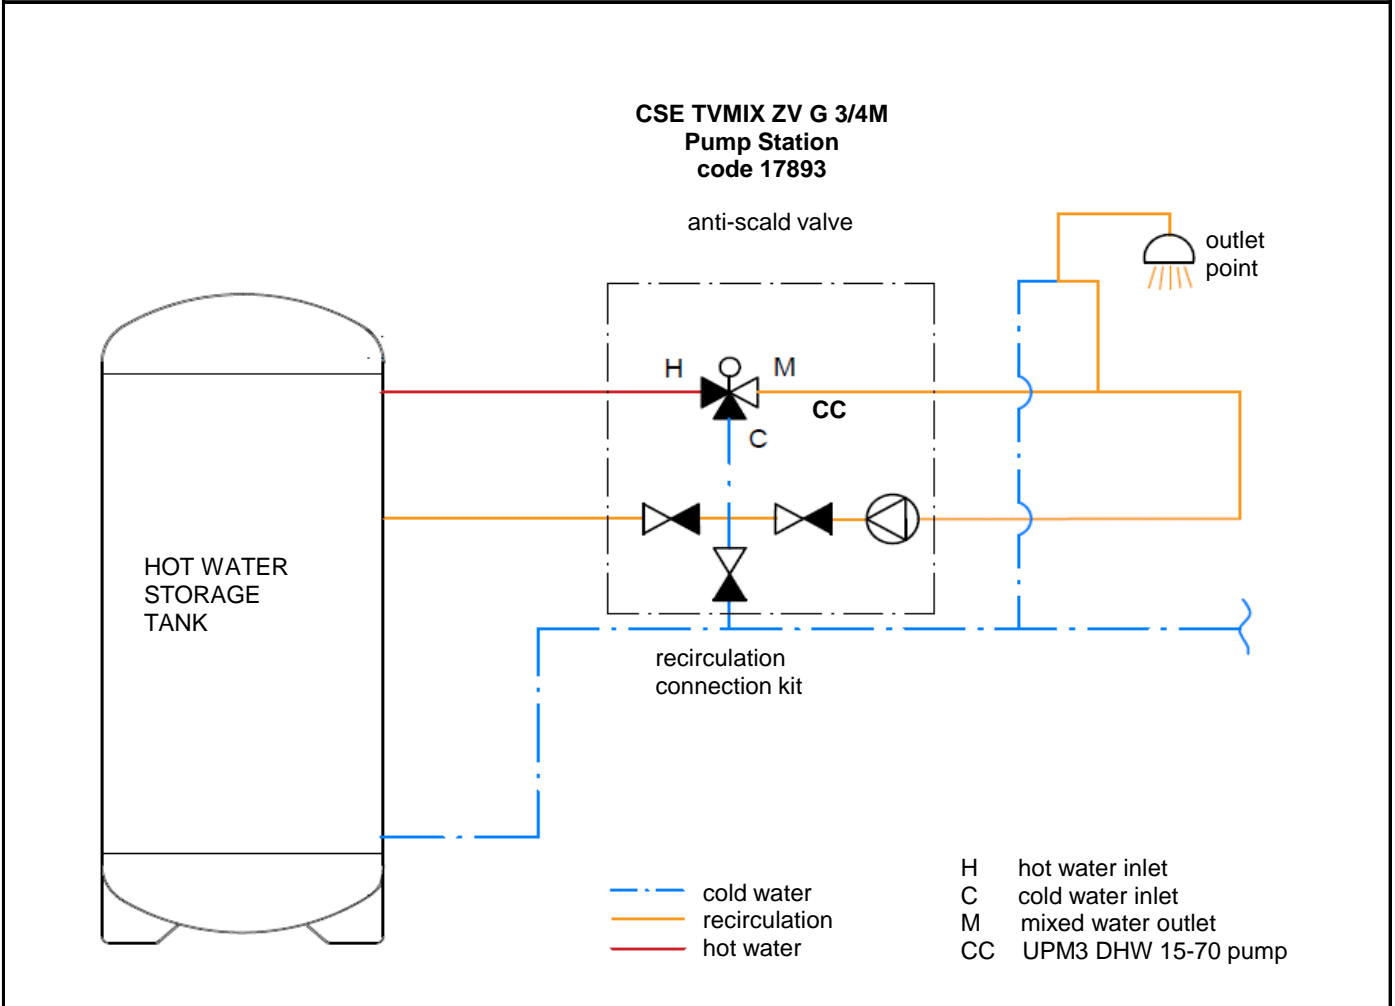 CSE TVMIX ZV G 3/4M
Pump Station
code 17893
anti-scald valve
outlet
point
H
M
CC
C
HOT WATER
STORAGE
TANK
recirculation
connection kit
cold water
recirculation
hot water
H hot water inlet
C cold water inlet
M mixed water outlet
CC UPM3 DHW 15-70 pump